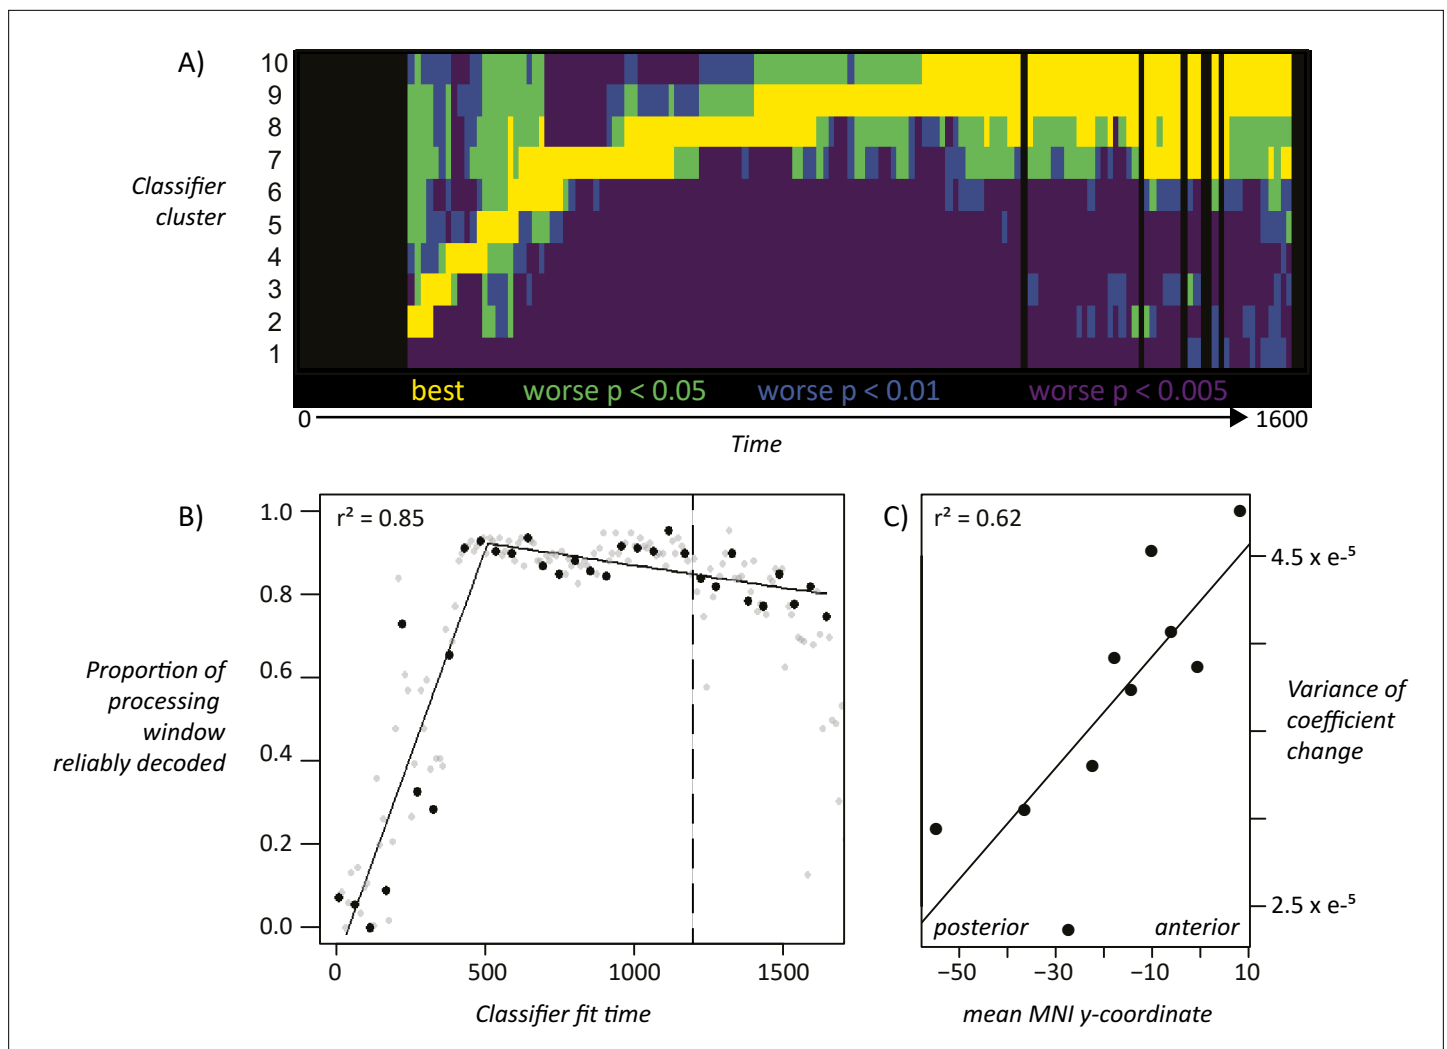 A)
10
9
8
7
6
5
4
3
2
1
Classifier
cluster
best worse p < 0.05 worse p < 0.01 worse p < 0.005
0 1600
Time
B)
r² = 0.85
1.0
0.8
0.6
0.4
0.2
0.0
Proportion of
processing
window
reliably decoded
0 500 1000 1500
Classifier fit time
C)
r² = 0.62
4.5 x e-⁵
2.5 x e-⁵
Variance of
coefficient
change
posterior anterior
−50 −30 −10 10
mean MNI y-coordinate